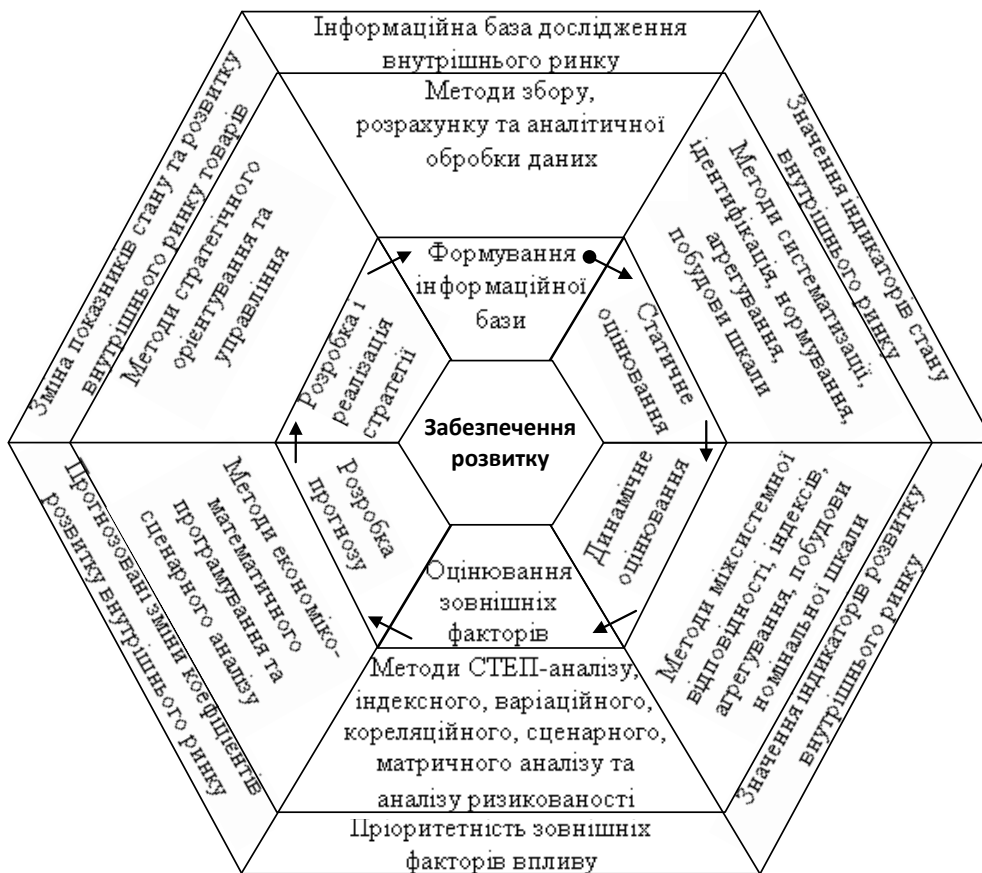 Інформаційна база дослідження
внутрішнього ринку
Методи збору,
розрахунку та аналітичної
обробки даних
Формування
інформаційної
бази
Значення індикаторів стану
внутрішнього ринку
Методи систематизації,
ідентифікація, нормування,
агрегування,
побудови шкали
Статичне
оцінювання
Значення індикаторів розвитку
внутрішнього ринку
Методи міжсистемної
відповідності, індексів,
агрегування, побудови
номінальної шкали
Динамічне
оцінювання
Оцінювання
зовнішніх
факторів
Методи СТЕП-аналізу,
індексного, варіаційного,
кореляційного, сценарного,
матричного аналізу та
аналізу ризикованості
Пріоритетність зовнішніх
факторів впливу
Розробка
прогнозу
Методи економіко-
математичного
програмування та
сценарного аналізу
Прогнозовані зміни коефіцієнтів
розвитку внутрішнього ринку
Розробка і
реалізація
стратегії
Методи стратегічного
орієнтування та
управління
Зміна показників стану та розвитку
внутрішнього ринку товарів
Забезпечення
розвитку